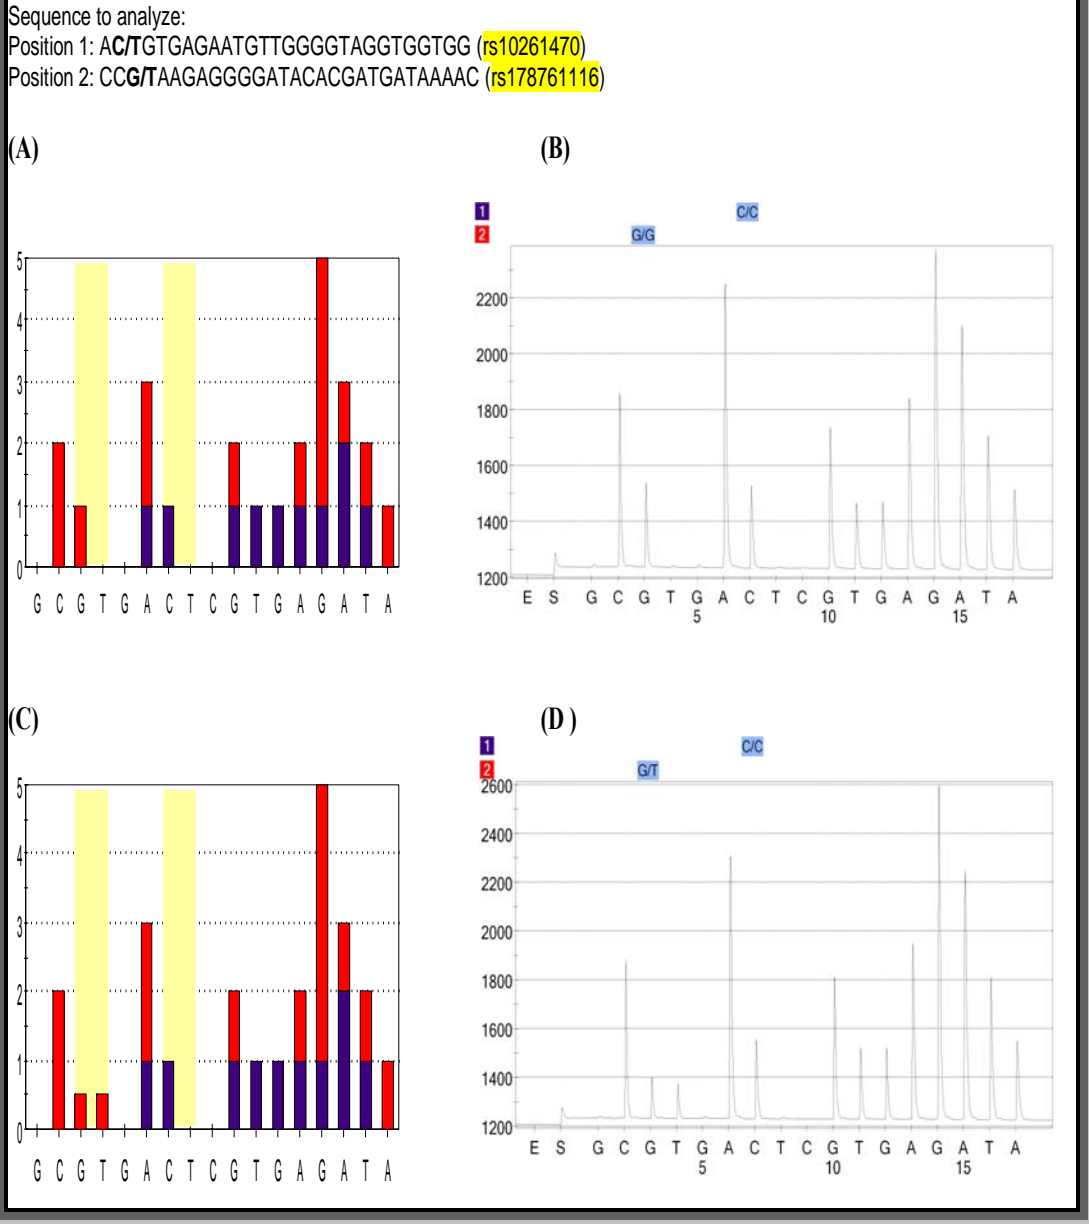 Sequence to analyze:
Position 1: AC/TGTGAGAATGTTGGGGTAGGTGGTGG (rs10261470)
Position 2: CCG/TAAGAGGGGATACACGATGATAAAAC (rs178761116)
(A)
(B)
1 C/C
2 G/G
5
4
3
2
1
0
G C G T G A C T C G T G A G A T A
2200
2000
1800
1600
1400
1200
E S G C G T G A C T C G T G A G A T A
5 10 15
(C)
(D )
1 C/C
2 G/T
5
4
3
2
1
0
G C G T G A C T C G T G A G A T A
2600
2400
2200
2000
1800
1600
1400
1200
E S G C G T G A C T C G T G A G A T A
5 10 15